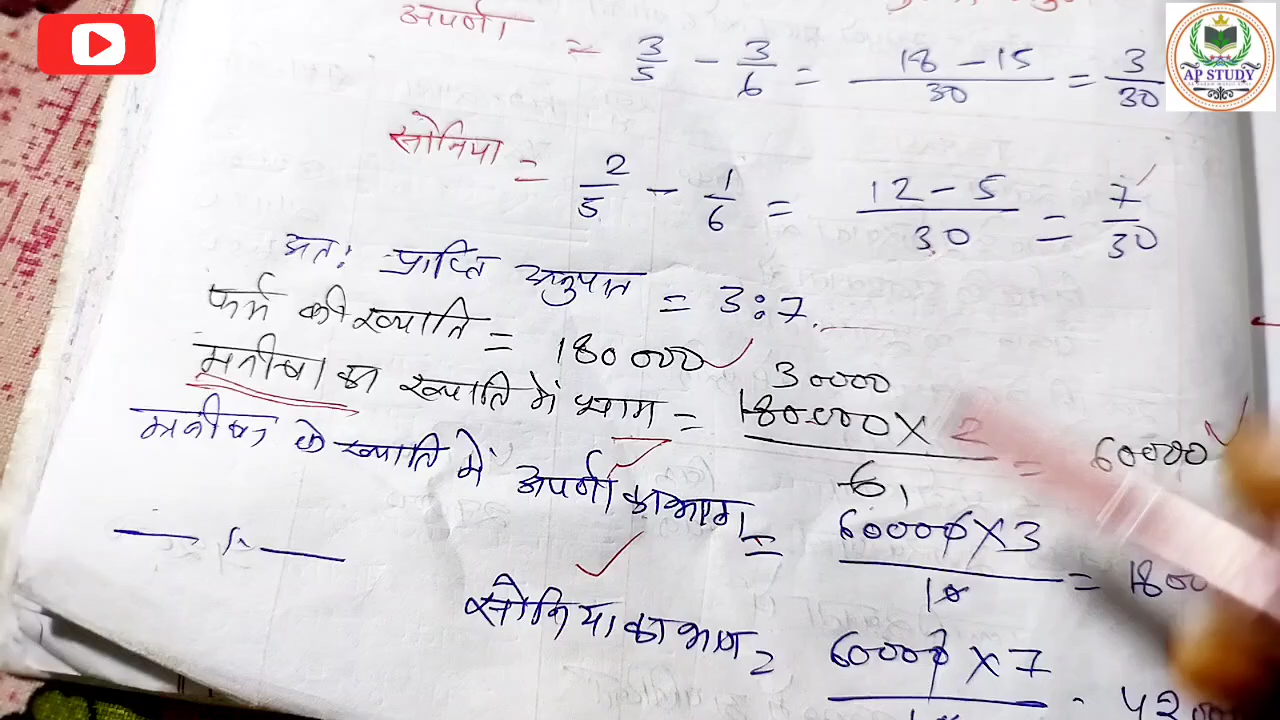 AP STUDY
अपर्णा = 3/5 - 3/6 = 18 - 15/30 = 3/30
सोनिया = 2/5 - 1/6 = 12 - 5/30 = 7/30
अतः प्राप्ति अनुपात = 3:7.
फर्म की ख्याति = 180000
मनीषा का ख्याति में भाग = 180000 × 2/6 = 60000
30000
1
मनीषा के ख्याति में अपर्णा का भाग = 60000 × 3/10 = 1800
सोनिया का भाग = 60000 × 7